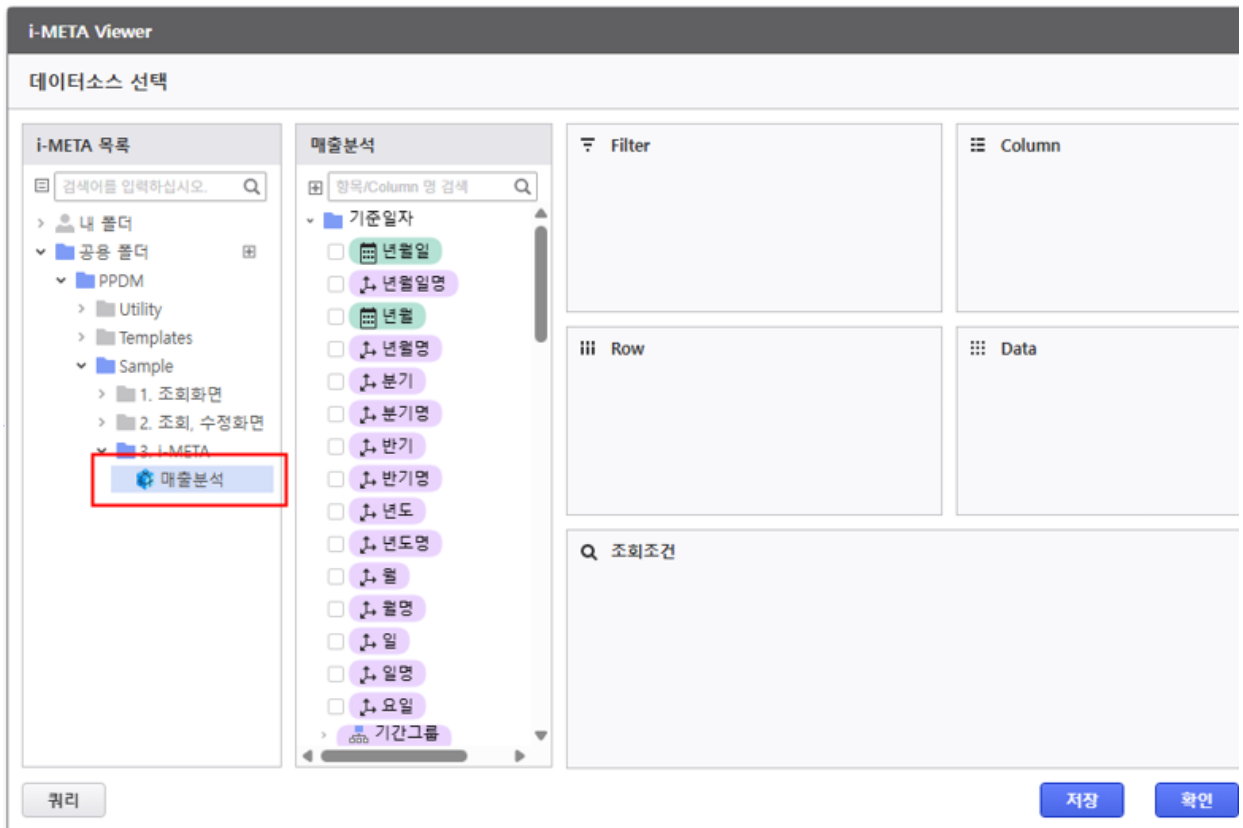 i-META Viewer
데이터소스 선택
i-META 목록
검색어를 입력하십시오.
내 폴더
공용 폴더
PPDM
Utility
Templates
Sample
1. 조회화면
2. 조회, 수정화면
3. i-META
매출분석
매출분석
항목/Column 명 검색
기준일자
년월일
년월일명
년월
년월명
분기
분기명
반기
반기명
년도
년도명
월
월명
일
일명
요일
기간그룹
Filter
Column
Row
Data
조회조건
쿼리
저장
확인